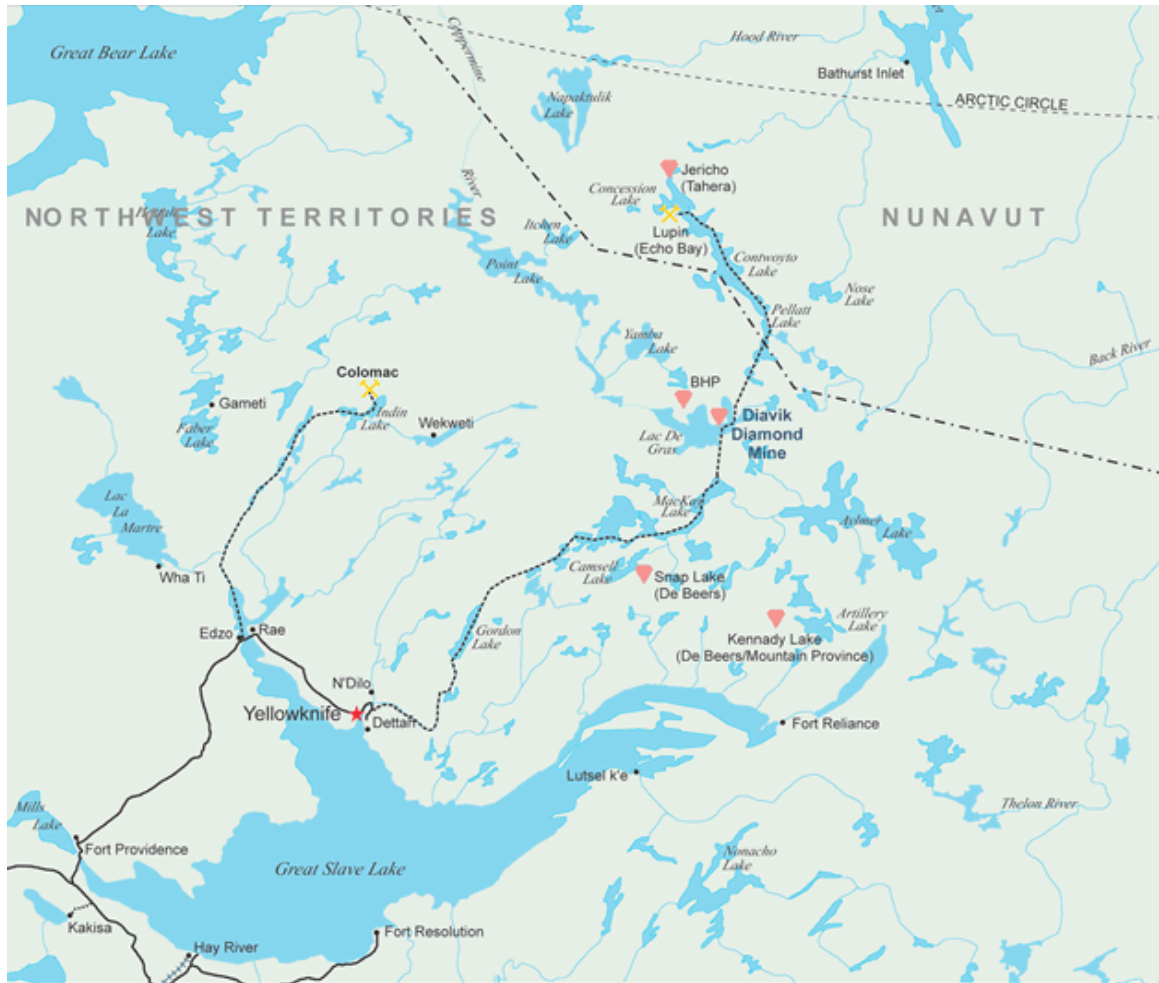 Great Bear Lake
Coppermine
Hood River
Bathurst Inlet
ARCTIC CIRCLE
Napaktulik
Lake
Jericho
(Tahera)
Concession
Lake
River
NORTHWEST TERRITORIES
Lake
NUNAVUT
Lupin
(Echo Bay)
Itchen
Lake
Point
Lake
Contwoyto
Lake
Nose
Lake
Pellatt
Lake
Yamba
Lake
Back River
Colomac
BHP
Gameti
Indin
Lake
Wekweti
Faber
Lake
Lac De
Gras
Diavik
Diamond
Mine
Lac
La
Martre
MacKay
Lake
Aylmer
Lake
Wha Ti
Camsell
Lake
Snap Lake
(De Beers)
Artillery
Lake
Edzo
Rae
Gordon
Lake
Kennady Lake
(De Beers/Mountain Province)
N'Dilo
Yellowknife
Dettah
Fort Reliance
Lutsel k'e
Mills
Lake
Thelon River
Fort Providence
Great Slave Lake
Nonacho
Lake
Kakisa
Fort Resolution
Hay River